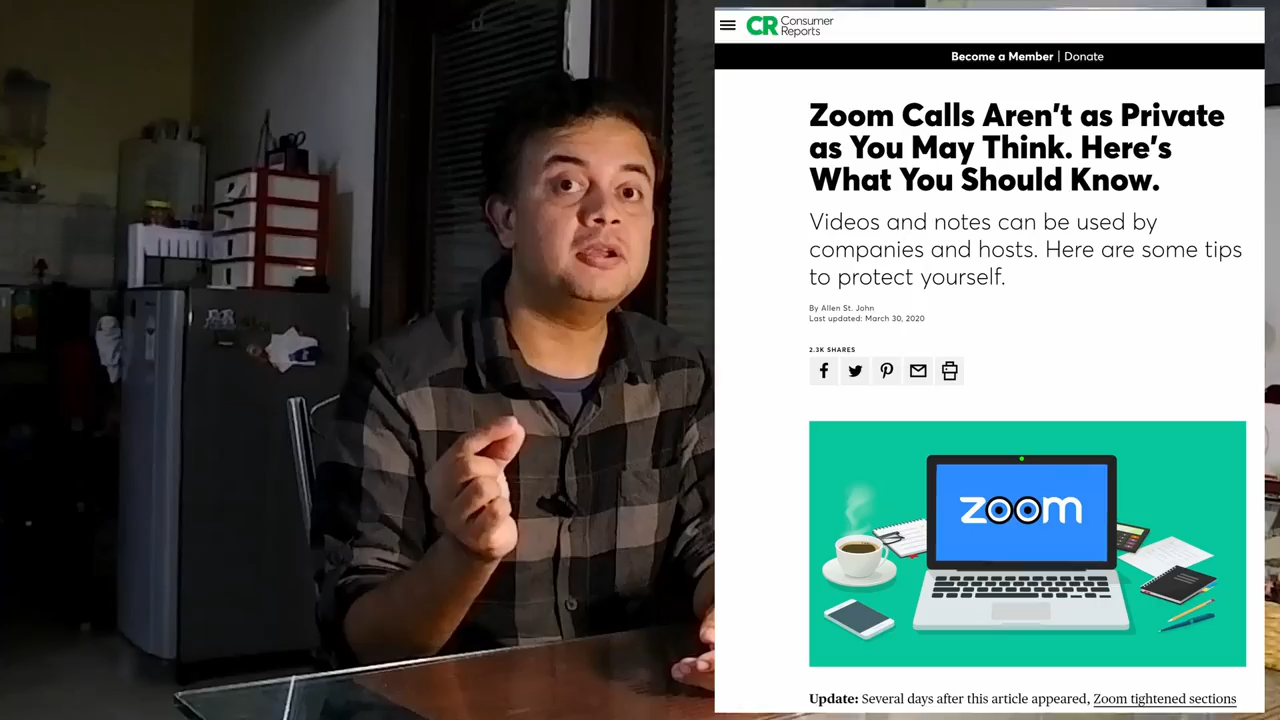 CR Consumer
Reports
Become a Member | Donate
Zoom Calls Aren't as Private
as You May Think. Here's
What You Should Know.
Videos and notes can be used by
companies and hosts. Here are some tips
to protect yourself.
By Allen St. John
Last updated: March 30, 2020
2.3K SHARES
zoom
Update: Several days after this article appeared, Zoom tightened sections